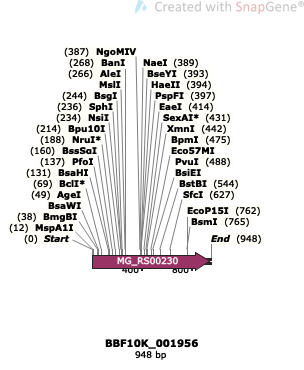 Created with SnapGene®
(387) NgoMIV
(268) BanI
(266) AleI
MslI
(244) BsgI
(236) SphI
(234) NsiI
(214) Bpu10I
(188) NruI*
(160) BssSαI
(137) PfoI
(131) BsaHI
(69) BclI*
(49) AgeI
BsaWI
(38) BmgBI
(12) MspA1I
(0) Start
NaeI (389)
BseYI (393)
HaeII (394)
PspFI (397)
EaeI (414)
SexAI* (431)
XmnI (442)
BpmI (475)
Eco57MI
PvuI (488)
BsiEI
BstBI (544)
SfcI (627)
EcoP15I (762)
BsmI (765)
End (948)
MG_RS00230
400
800
BBF10K_001956
948 bp